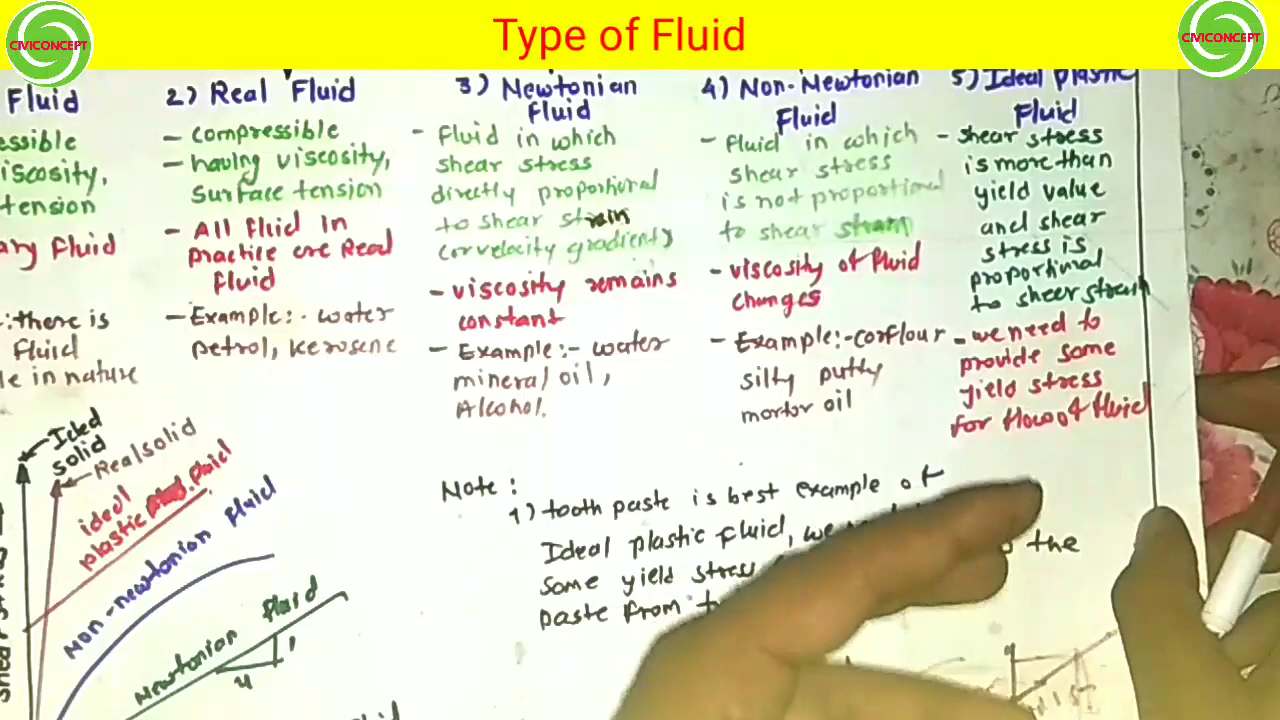 Type of Fluid
CIVICONCEPT
CIVICONCEPT
Fluid
essible
iscosity,
tension
ary Fluid
:there is
Fluid
le in nature
2) Real Fluid
- compressible
- having viscosity,
surface tension
- All fluid in
practice are Real
fluid
- Example:- water
petrol, kerosene
3) Newtonian
Fluid
- Fluid in which
shear stress
directly proportional
to shear strain
(or velocity gradient)
- viscosity remains
constant
- Example:- water
mineral oil,
Alcohol.
4) Non-Newtonian
Fluid
- Fluid in which
shear stress
is not proportional
to shear strain
- viscosity of fluid
changes
- Example:-corflour
silty putty
mortor oil
5) Ideal plastic
Fluid
- shear stress
is more than
yield value
and shear
stress is
proportional
to sheer strain
- we need to
provide some
yield stress
for flow of fluid
Ideal
solid
Real solid
ideal
plastic fluid
Non-newtonian fluid
Newtonian fluid
1
4
Note :
1) tooth paste is best example of
Ideal plastic fluid, we
the
some yield stress
paste from